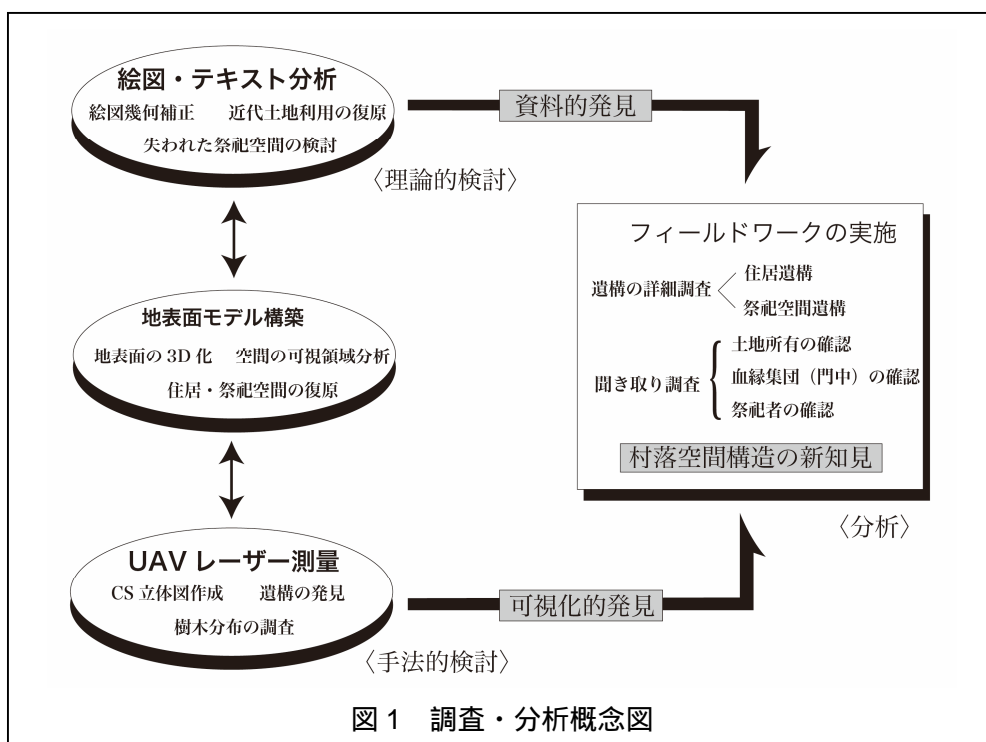 絵図・テキスト分析
絵図幾何補正 近代土地利用の復原
失われた祭祀空間の検討
〈理論的検討〉
資料的発見
地表面モデル構築
地表面の 3D 化 空間の可視領域分析
住居・祭祀空間の復原
UAV レーザー測量
CS 立体図作成 遺構の発見
樹木分布の調査
〈手法的検討〉
可視化的発見
フィールドワークの実施
遺構の詳細調査
住居遺構
祭祀空間遺構
聞き取り調査
土地所有の確認
血縁集団（門中）の確認
祭祀者の確認
村落空間構造の新知見
〈分析〉
図 1 調査・分析概念図